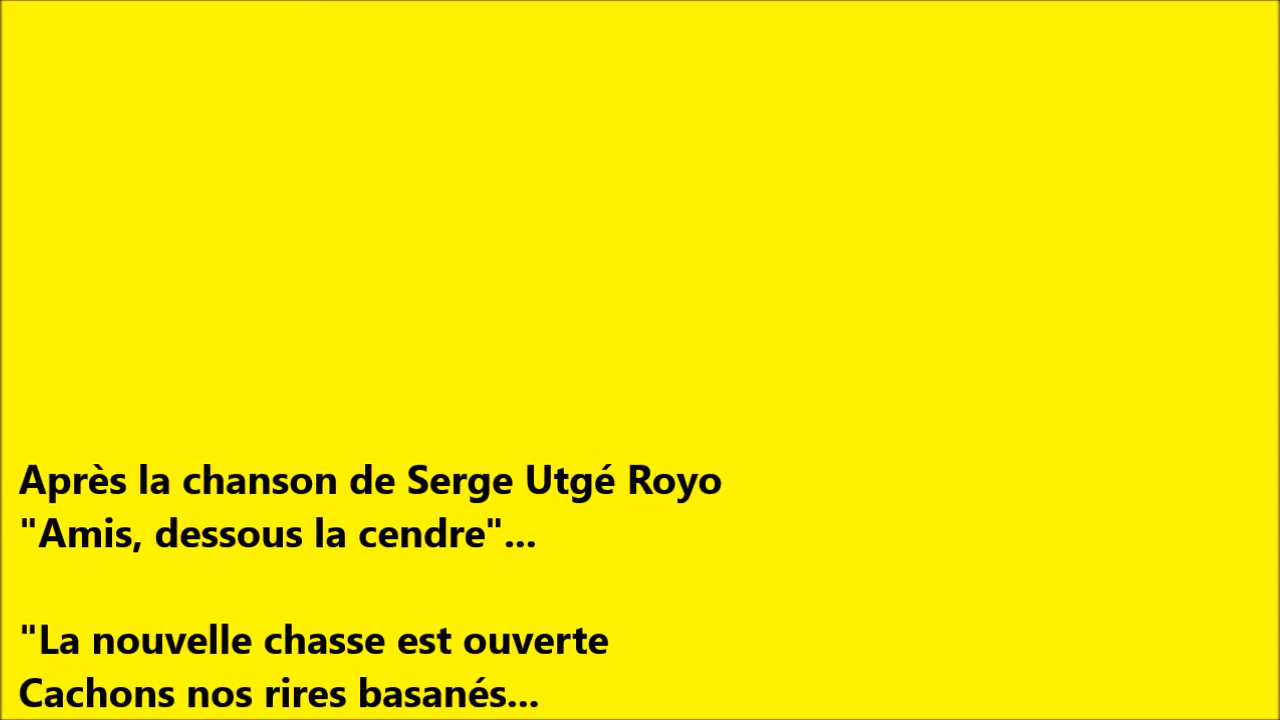 Après la chanson de Serge Utgé Royo
"Amis, dessous la cendre"...
"La nouvelle chasse est ouverte
Cachons nos rires basanés...